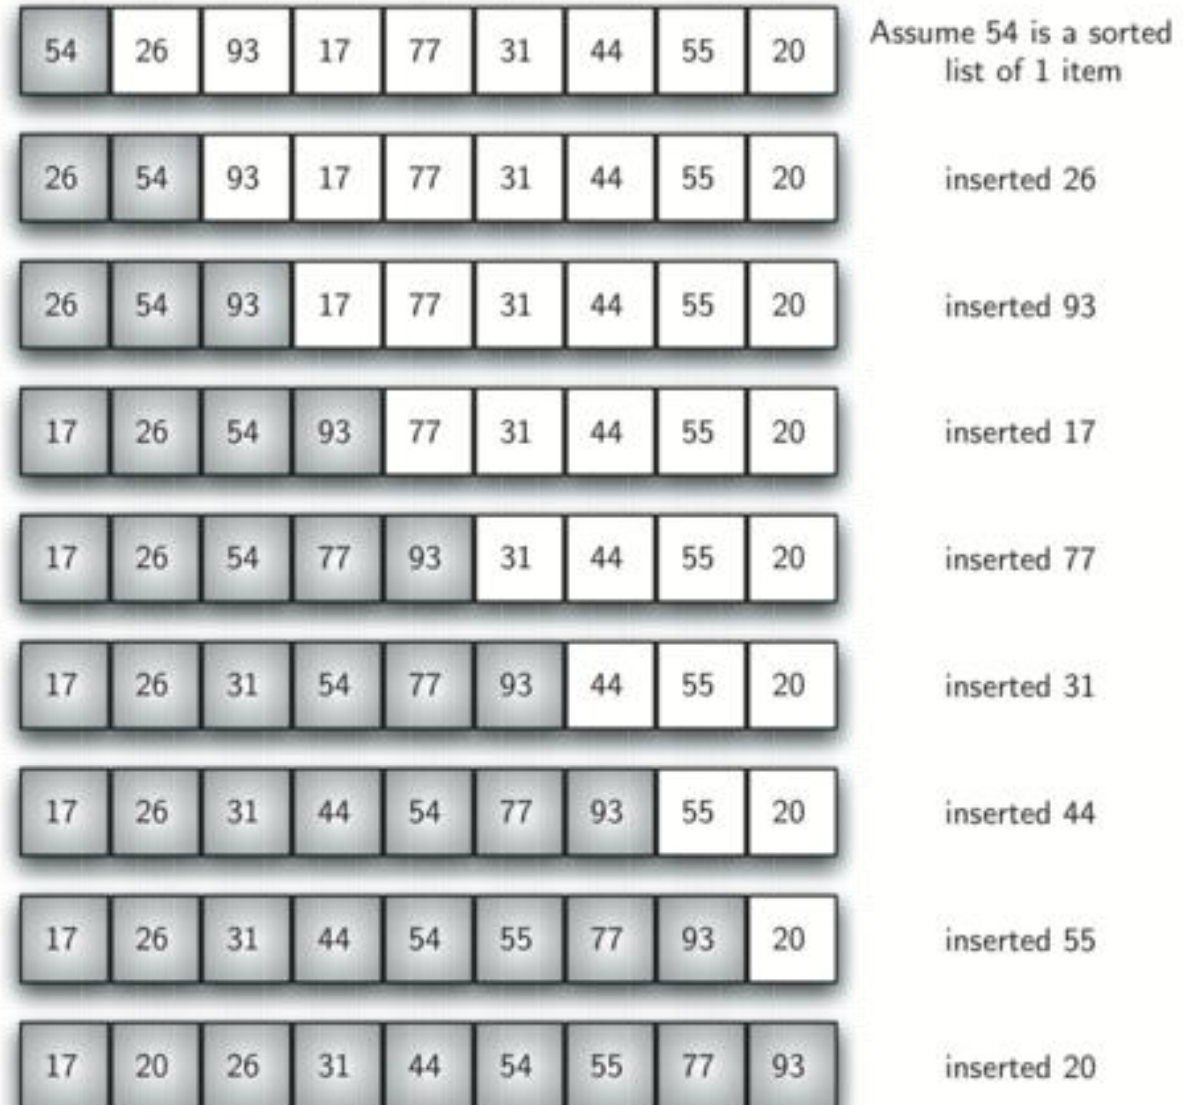 54 26 93 17 77 31 44 55 20 Assume 54 is a sorted
list of 1 item
26 54 93 17 77 31 44 55 20 inserted 26
26 54 93 17 77 31 44 55 20 inserted 93
17 26 54 93 77 31 44 55 20 inserted 17
17 26 54 77 93 31 44 55 20 inserted 77
17 26 31 54 77 93 44 55 20 inserted 31
17 26 31 44 54 77 93 55 20 inserted 44
17 26 31 44 54 55 77 93 20 inserted 55
17 20 26 31 44 54 55 77 93 inserted 20